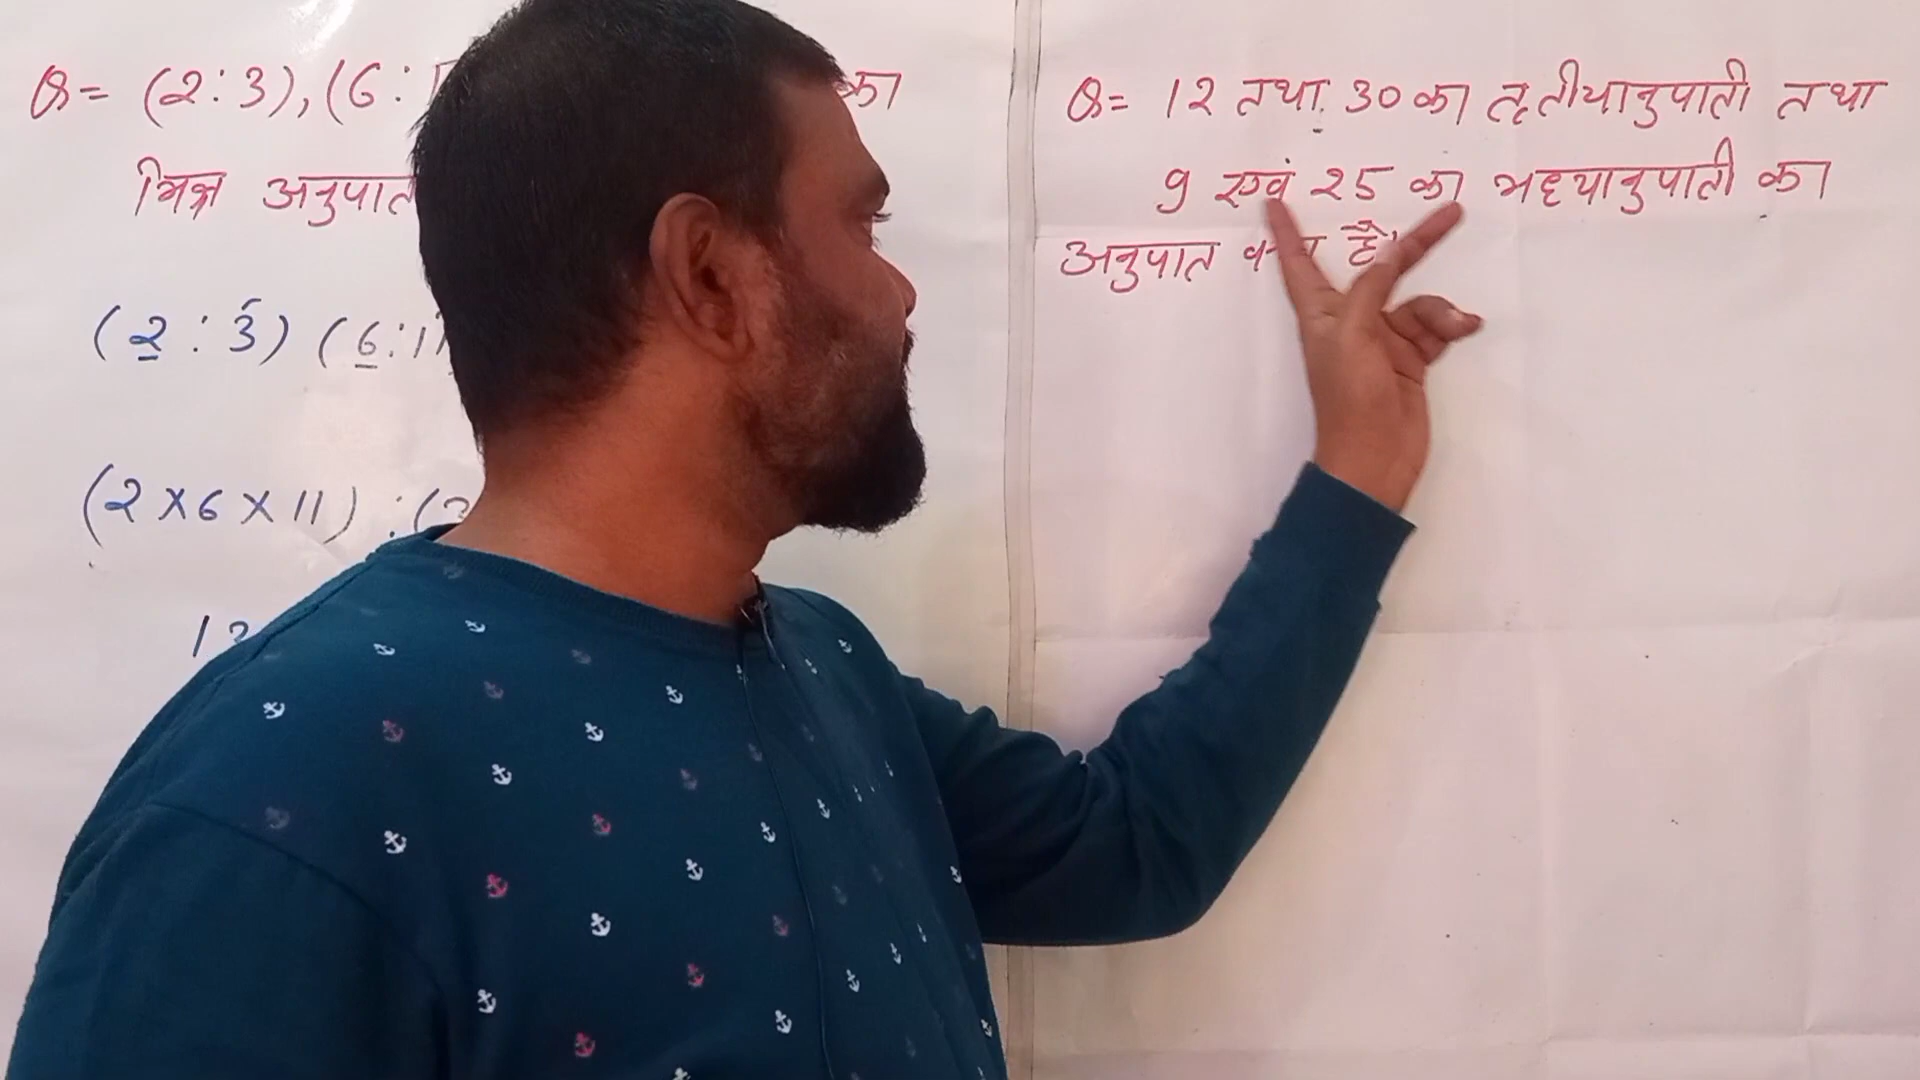 Q= (2:3), (6: का
भिन्न अनुपात
(2 : 3) (6:11
(2 x 6 x 11) : (3
12
Q= 12 तथा 30 का तृतीयानुपाती तथा
9 एवं 25 का मध्यानुपाती का
अनुपात क्या है।